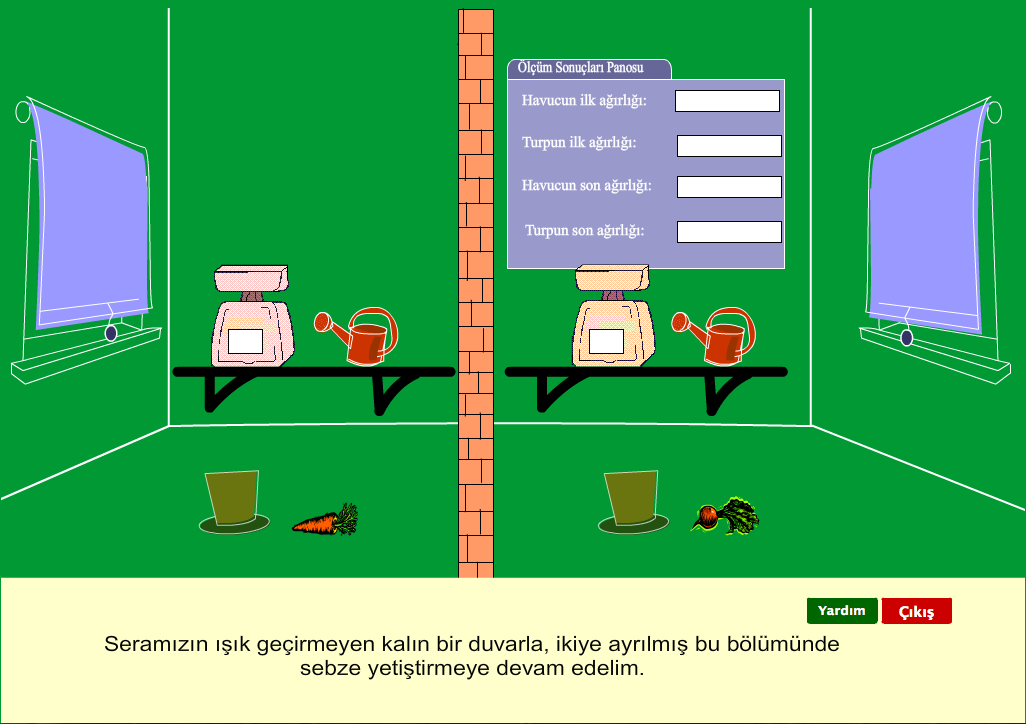 Ölçüm Sonuçları Panosu
Havucun ilk ağırlığı:
Turpun ilk ağırlığı:
Havucun son ağırlığı:
Turpun son ağırlığı:
Yardım
Çıkış
Seramızın ışık geçirmeyen kalın bir duvarla, ikiye ayrılmış bu bölümünde
sebze yetiştirmeye devam edelim.